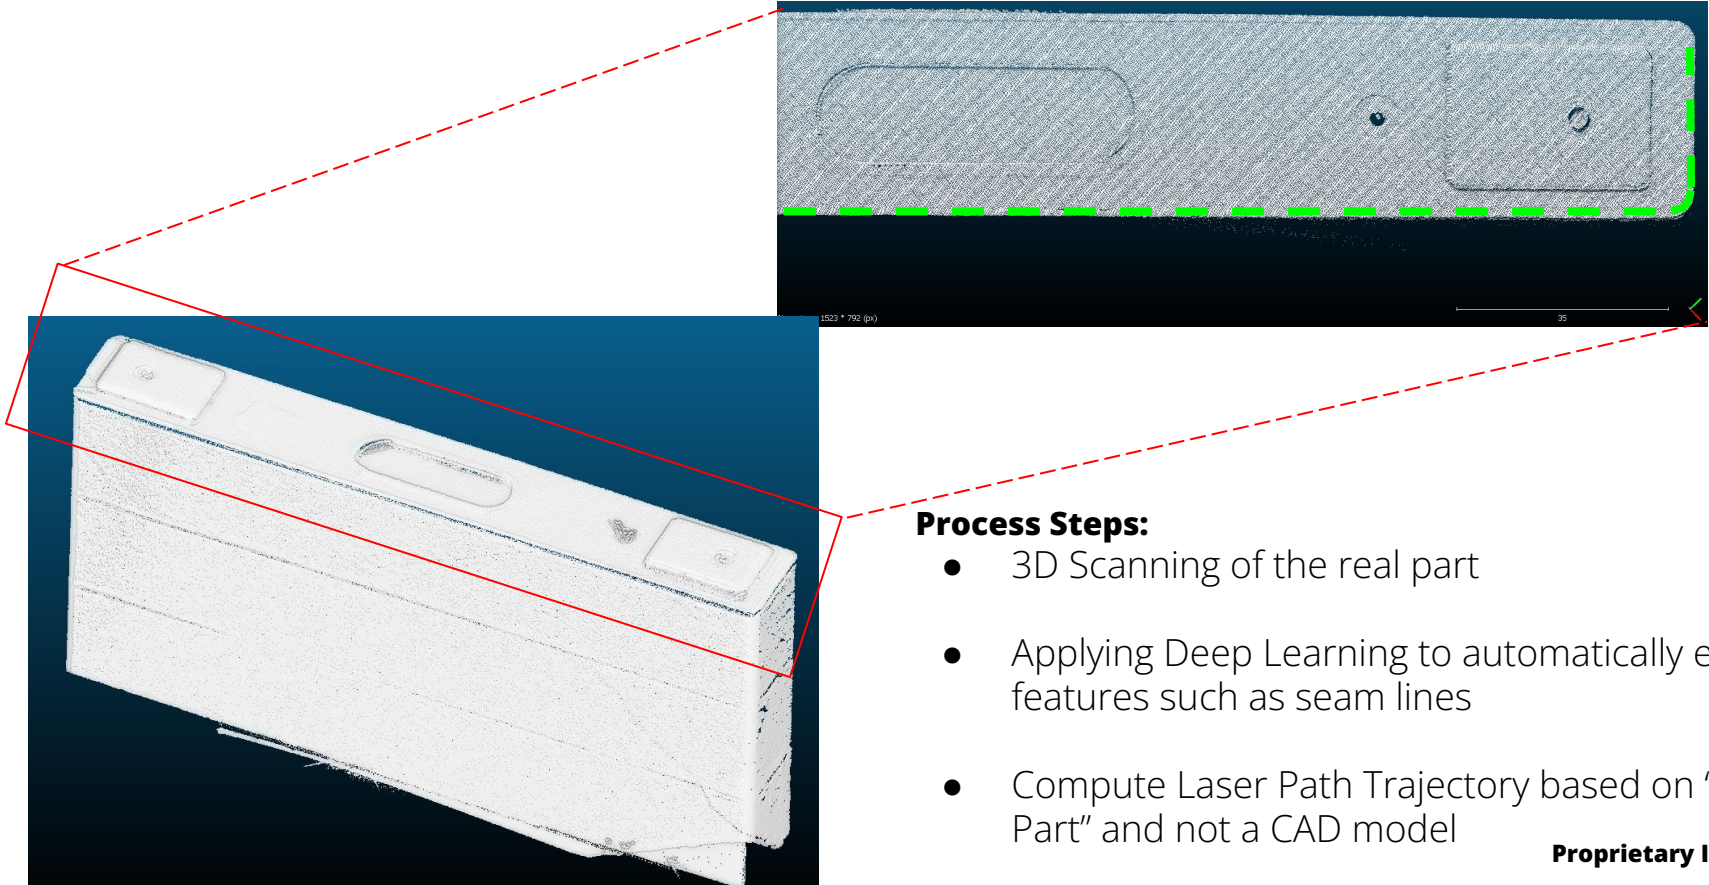 1523 * 792 (px)
35
Process Steps:
● 3D Scanning of the real part
● Applying Deep Learning to automatically e
features such as seam lines
● Compute Laser Path Trajectory based on “
Part” and not a CAD model
Proprietary I